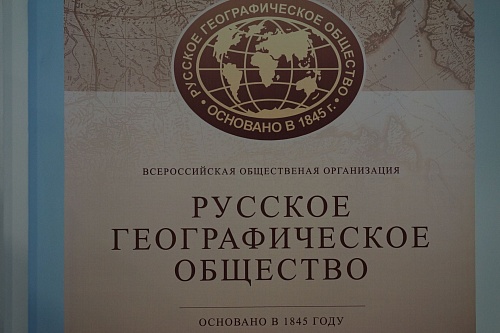 РУССКОЕ ГЕОГРАФИЧЕСКОЕ ОБЩЕСТВО
• ОСНОВАНО В 1845 г. •
ВСЕРОССИЙСКАЯ ОБЩЕСТВЕНАЯ ОРГАНИЗАЦИЯ
РУССКОЕ
ГЕОГРАФИЧЕСКОЕ
ОБЩЕСТВО
ОСНОВАНО В 1845 ГОДУ